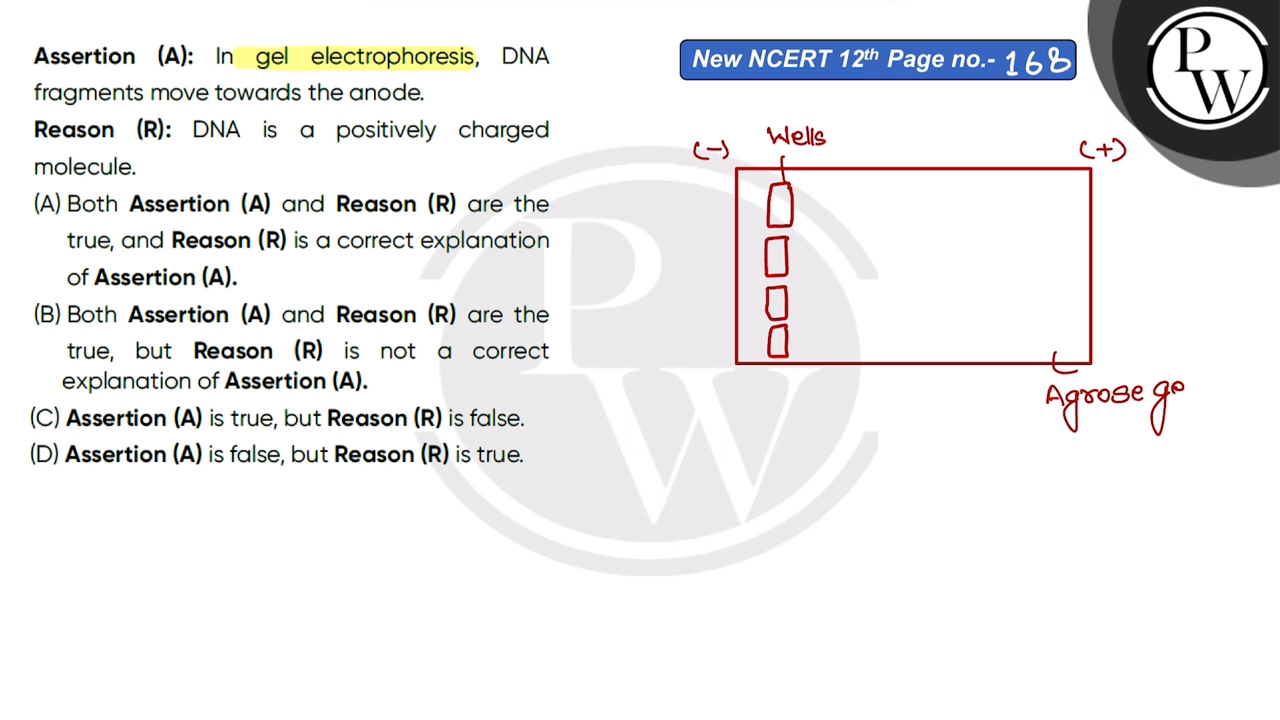 Assertion (A): In gel electrophoresis, DNA
fragments move towards the anode.
Reason (R): DNA is a positively charged
molecule.
(A) Both Assertion (A) and Reason (R) are the
true, and Reason (R) is a correct explanation
of Assertion (A).
(B) Both Assertion (A) and Reason (R) are the
true, but Reason (R) is not a correct
explanation of Assertion (A).
(C) Assertion (A) is true, but Reason (R) is false.
(D) Assertion (A) is false, but Reason (R) is true.
New NCERT 12th Page no.- 168
P
W
Wells
(-)
(+)
Agrose ge
P
W